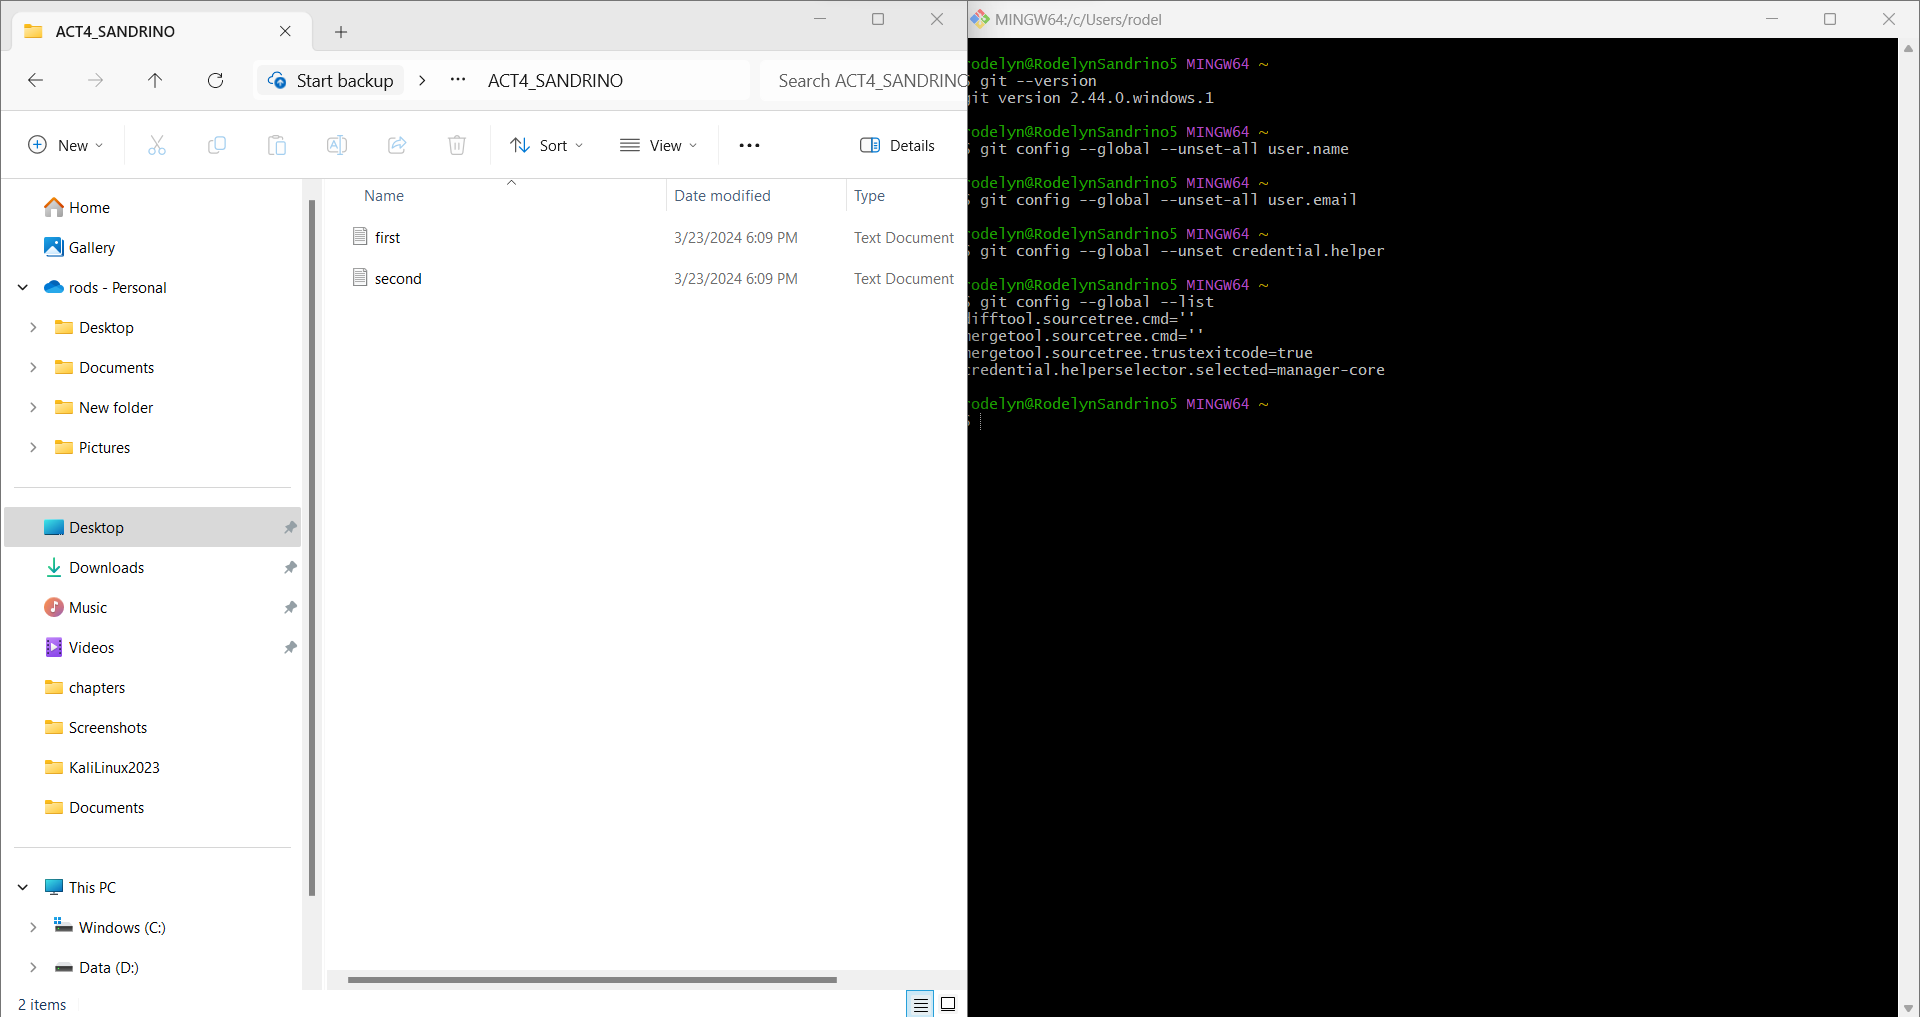 ACT4_SANDRINO
Start backup
ACT4_SANDRINO
Search ACT4_SANDRINO
New
Sort
View
Details
Name
Date modified
Type
first
3/23/2024 6:09 PM
Text Document
second
3/23/2024 6:09 PM
Text Document
Home
Gallery
rods - Personal
Desktop
Documents
New folder
Pictures
Desktop
Downloads
Music
Videos
chapters
Screenshots
KaliLinux2023
Documents
This PC
Windows (C:)
Data (D:)
2 items
MINGW64:/c/Users/rodel
rodelyn@RodelynSandrino5 MINGW64 ~
$ git --version
git version 2.44.0.windows.1
rodelyn@RodelynSandrino5 MINGW64 ~
$ git config --global --unset-all user.name
rodelyn@RodelynSandrino5 MINGW64 ~
$ git config --global --unset-all user.email
rodelyn@RodelynSandrino5 MINGW64 ~
$ git config --global --unset credential.helper
rodelyn@RodelynSandrino5 MINGW64 ~
$ git config --global --list
difftool.sourcetree.cmd=''
mergetool.sourcetree.cmd=''
mergetool.sourcetree.trustexitcode=true
credential.helperselector.selected=manager-core
rodelyn@RodelynSandrino5 MINGW64 ~
$